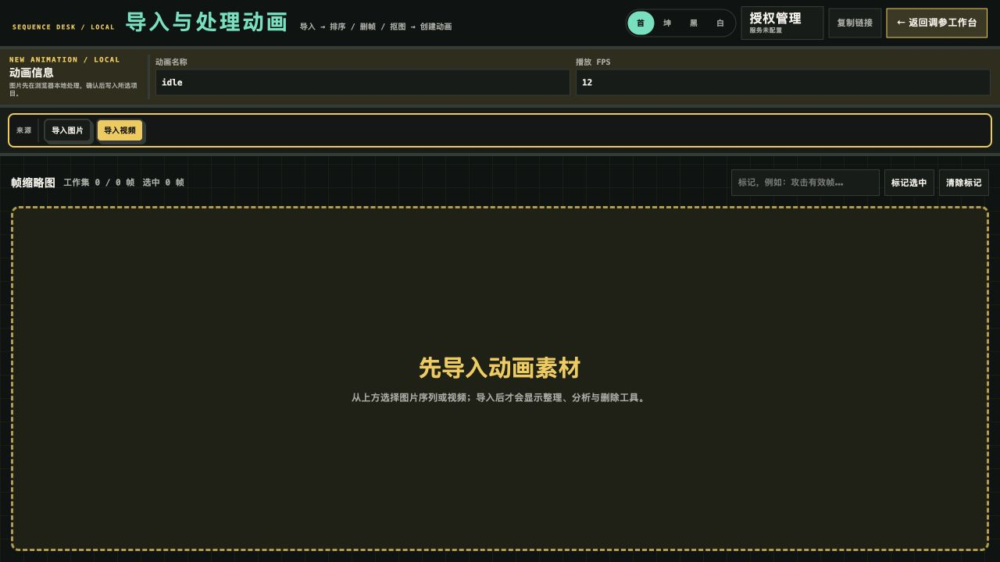 SEQUENCE DESK / LOCAL
导入与处理动画
导入 → 排序 / 删帧 / 抠图 → 创建动画
首 坤 黑 白
授权管理
服务未配置
复制链接
← 返回调参工作台
NEW ANIMATION / LOCAL
动画信息
图片先在浏览器本地处理，确认后写入所选项
目。
动画名称
idle
播放 FPS
12
来源
导入图片
导入视频
帧缩略图 工作集 0 / 0 帧 选中 0 帧
标记，例如：攻击有效帧…
标记选中
清除标记
先导入动画素材
从上方选择图片序列或视频；导入后才会显示整理、分析与删除工具。